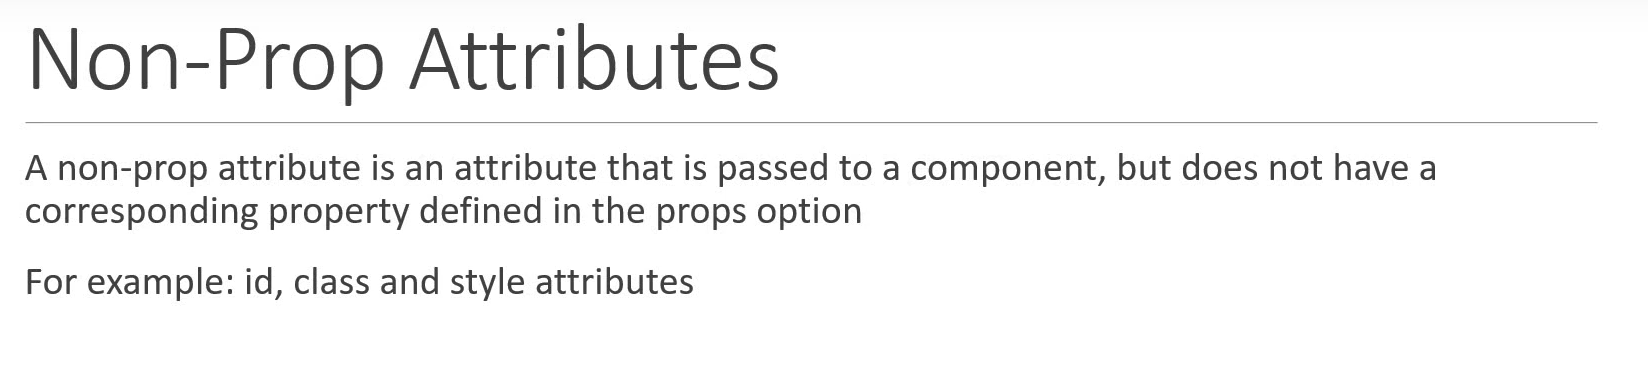 Non-Prop Attributes
A non-prop attribute is an attribute that is passed to a component, but does not have a
corresponding property defined in the props option
For example: id, class and style attributes